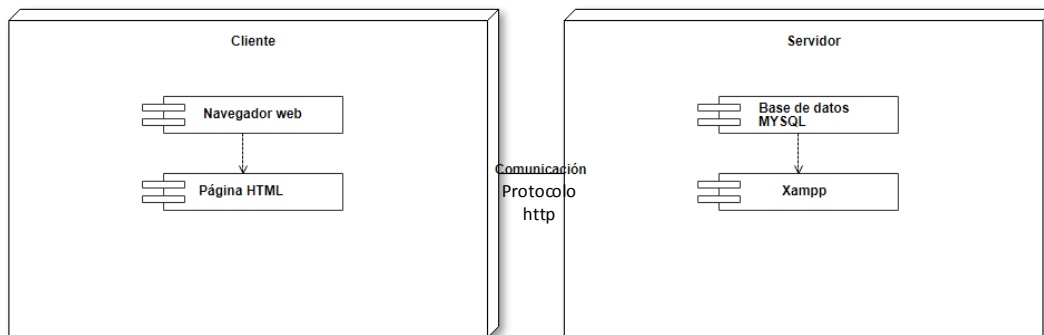 Cliente
Navegador web
Página HTML
Comunicación
Protocolo
http
Servidor
Base de datos
MYSQL
Xampp